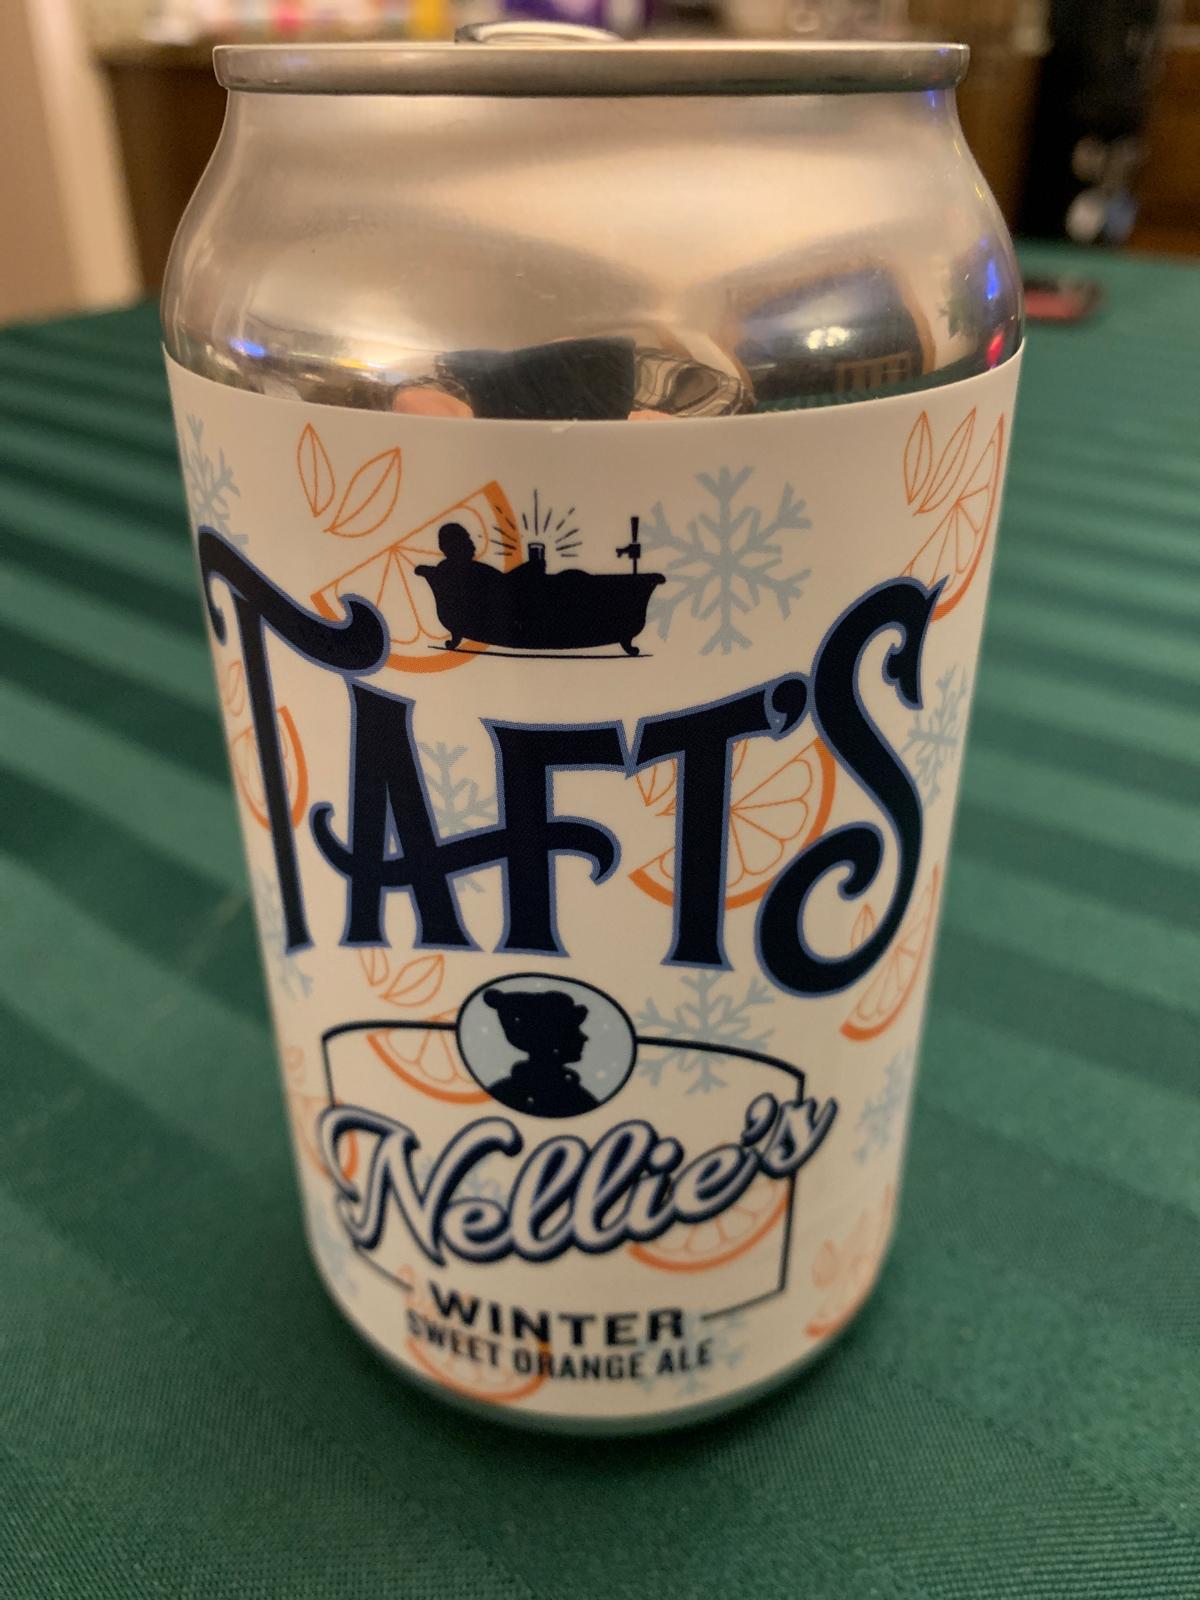 TAFT'S
Nellie's
WINTER
SWEET ORANGE ALE